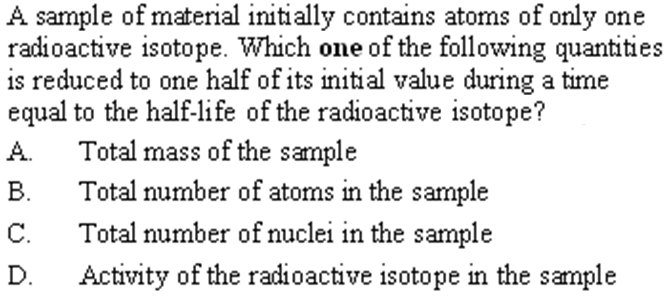 A sample of material initially contains atoms of only one
radioactive isotope. Which one of the following quantities
is reduced to one half of its initial value during a time
equal to the half-life of the radioactive isotope?
A. Total mass of the sample
B. Total number of atoms in the sample
C. Total number of nuclei in the sample
D. Activity of the radioactive isotope in the sample